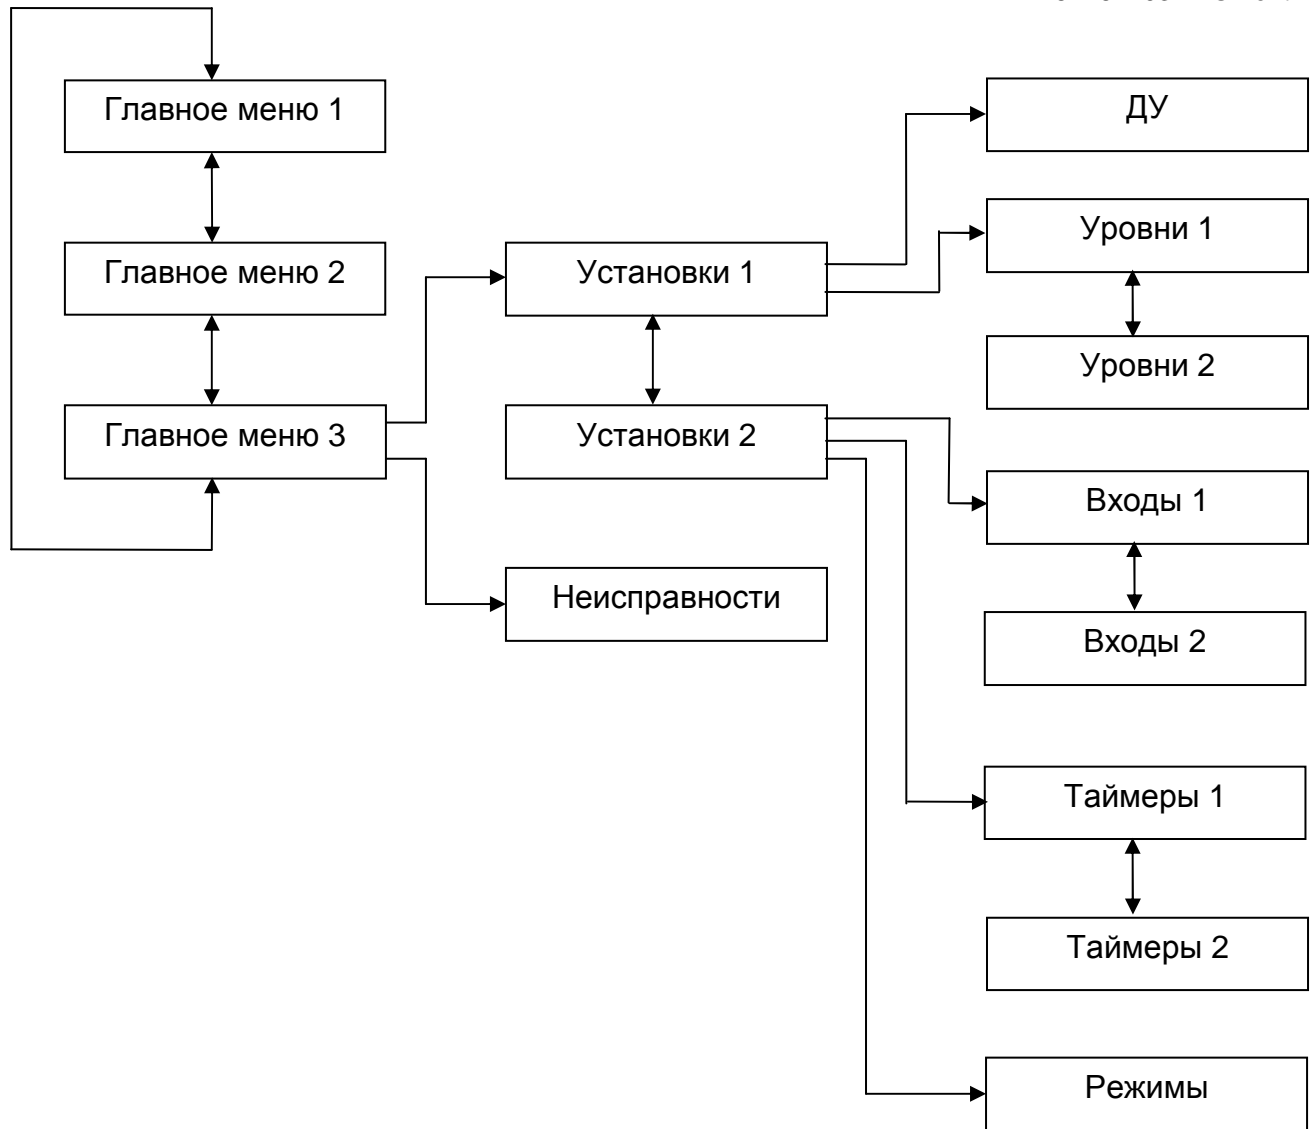 Главное меню 1
ДУ
Уровни 1
Главное меню 2
Установки 1
Уровни 2
Главное меню 3
Установки 2
Входы 1
Неисправности
Входы 2
Таймеры 1
Таймеры 2
Режимы